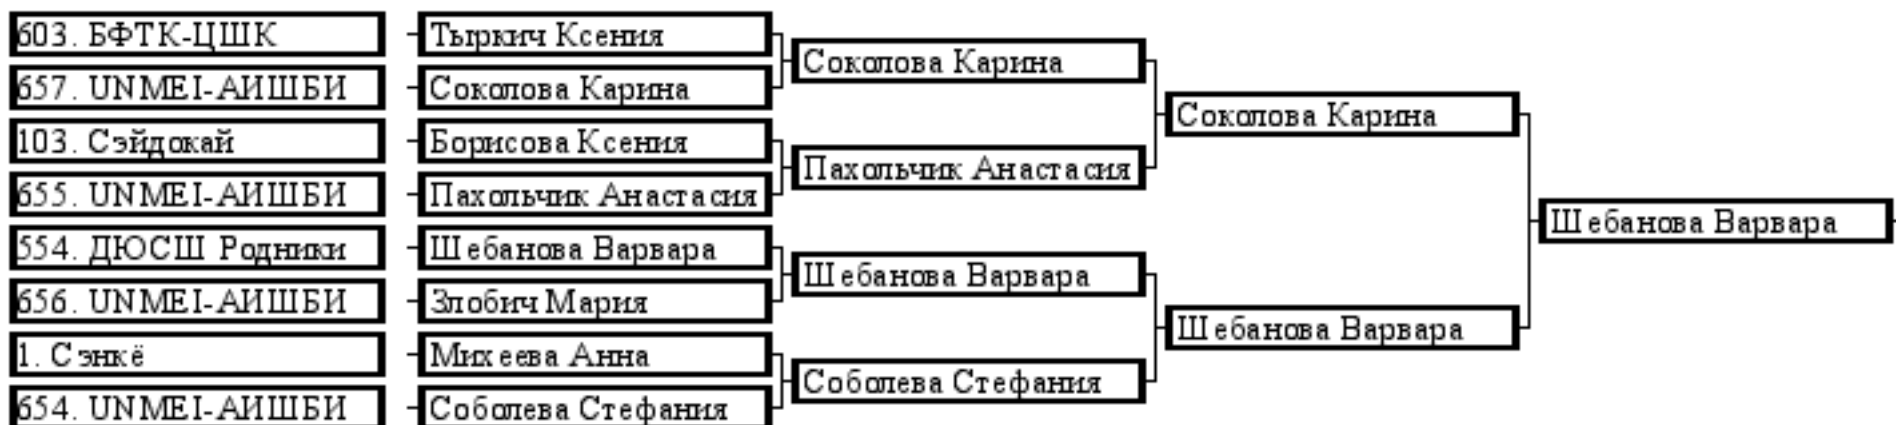 603. БФТК-ЦШК
Тыркич Ксения
Соколова Карина
657. UNMEI-АИШБИ
Соколова Карина
Соколова Карина
103. Сэйдокай
Борисова Ксения
Пахольчик Анастасия
655. UNMEI-АИШБИ
Пахольчик Анастасия
Шебанова Варвара
554. ДЮСШ Родники
Шебанова Варвара
Шебанова Варвара
656. UNMEI-АИШБИ
Злобич Мария
Шебанова Варвара
1. Сэнкё
Михеева Анна
Соболева Стефания
654. UNMEI-АИШБИ
Соболева Стефания